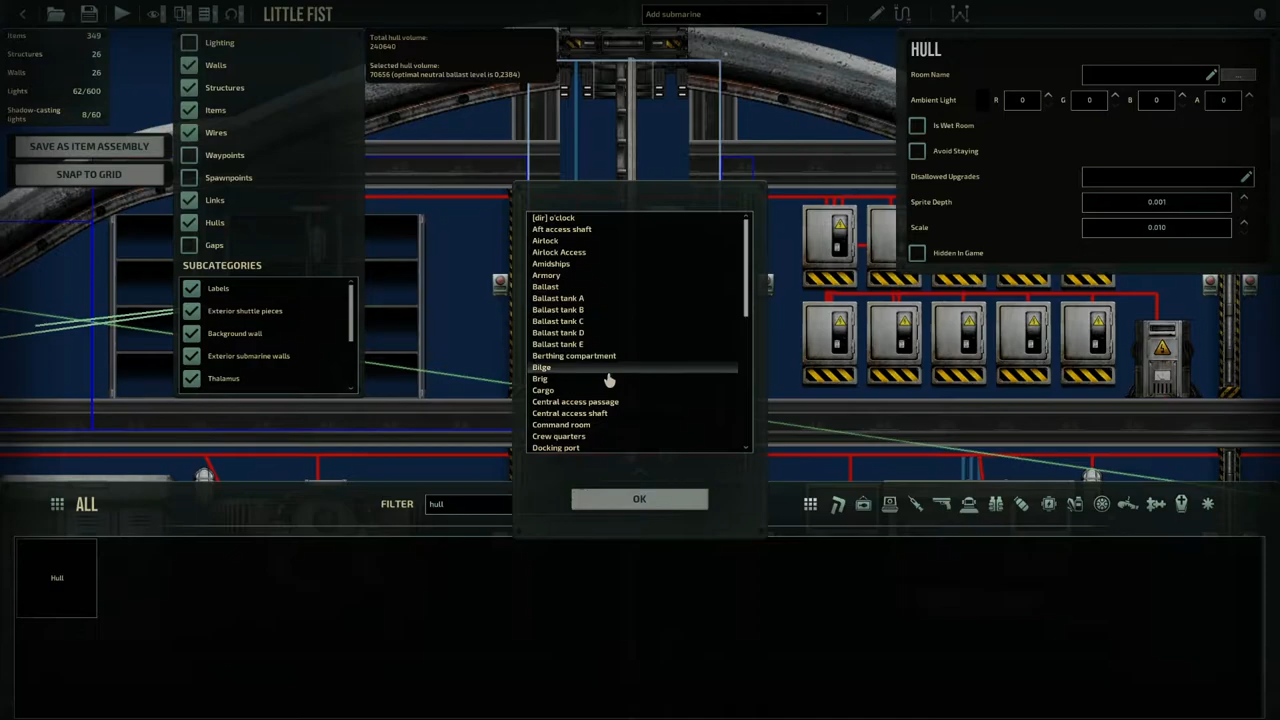 LITTLE FIST
Add submarine
Items
349
Structures
26
Walls
26
Lights
62/600
Shadow-casting
lights
8/60
SAVE AS ITEM ASSEMBLY
SNAP TO GRID
Lighting
Walls
Structures
Items
Wires
Waypoints
Spawnpoints
Links
Hulls
Gaps
SUBCATEGORIES
Labels
Exterior shuttle pieces
Background wall
Exterior submarine walls
Thalamus
Total hull volume:
240640
Selected hull volume:
70656 (optimal neutral ballast level is 0,2384)
[dir] o'clock
Aft access shaft
Airlock
Airlock Access
Amidships
Armory
Ballast
Ballast tank A
Ballast tank B
Ballast tank C
Ballast tank D
Ballast tank E
Berthing compartment
Bilge
Brig
Cargo
Central access passage
Central access shaft
Command room
Crew quarters
Docking port
OK
HULL
Room Name
...
Ambient Light
R
0
G
0
B
0
A
0
Is Wet Room
Avoid Staying
Disallowed Upgrades
Sprite Depth
0.001
Scale
0.010
Hidden In Game
ALL
FILTER
hull
Hull